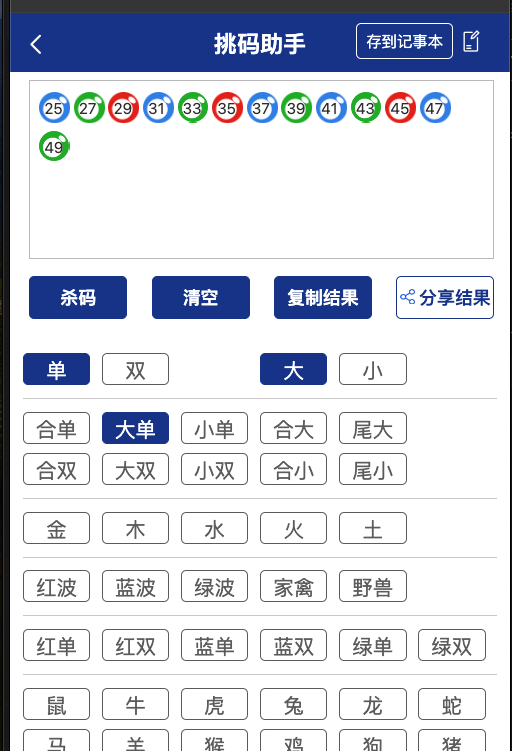 挑码助手 存到记事本
25 27 29 31 33 35 37 39 41 43 45 47
49
杀码 清空 复制结果 分享结果
单 双 大 小
合单 大单 小单 合大 尾大
合双 大双 小双 合小 尾小
金 木 水 火 土
红波 蓝波 绿波 家禽 野兽
红单 红双 蓝单 蓝双 绿单 绿双
鼠 牛 虎 兔 龙 蛇
马 羊 猴 鸡 狗 猪